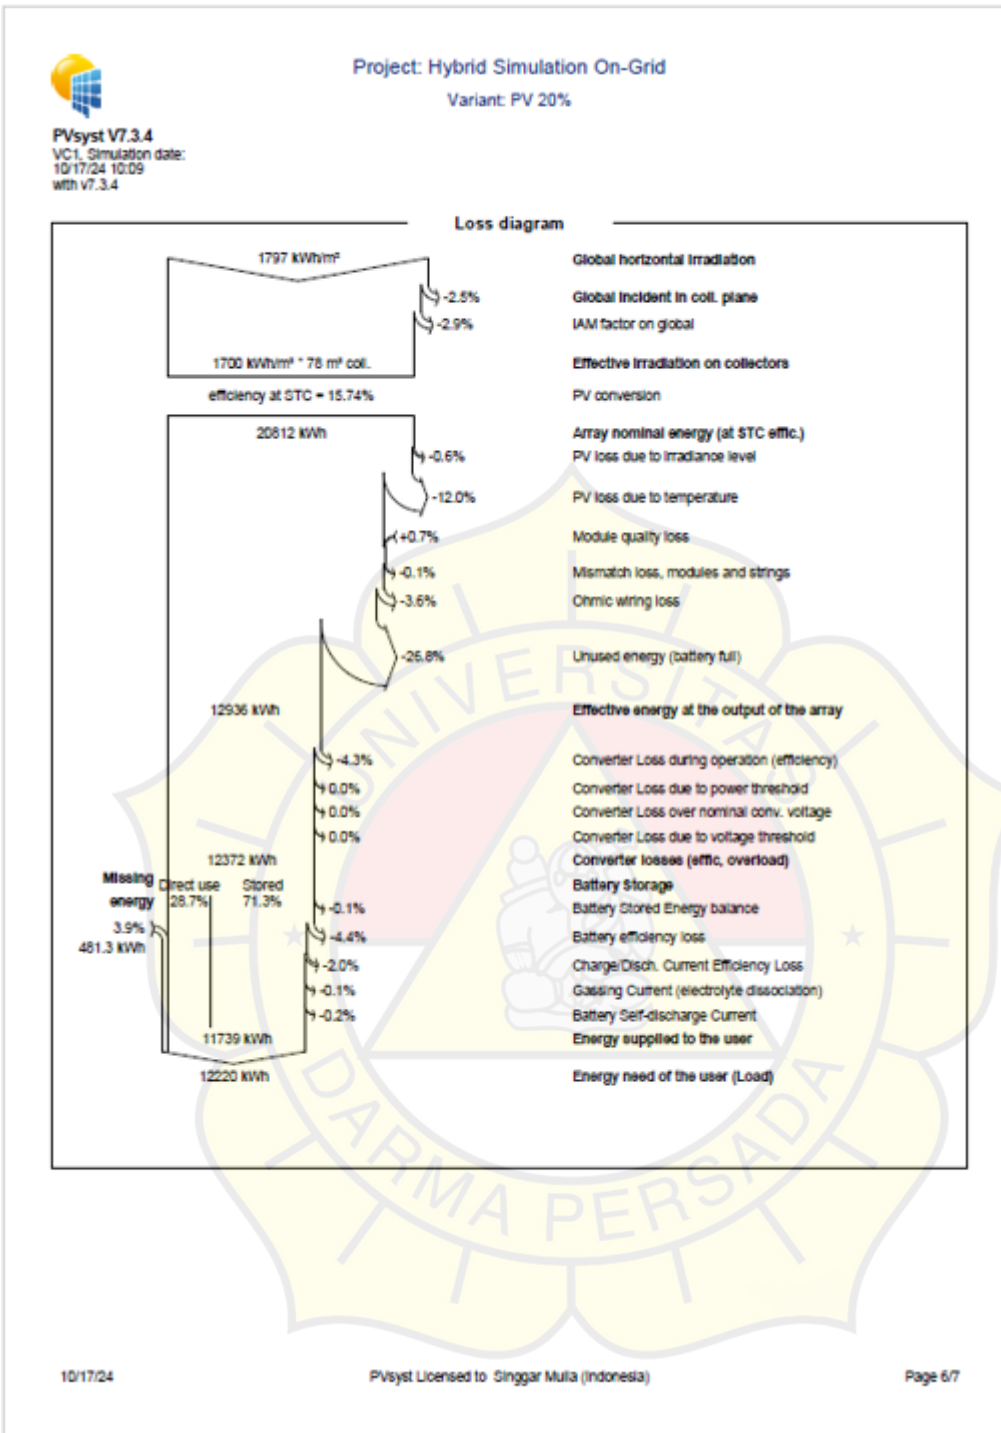 Project: Hybrid Simulation On-Grid
Variant: PV 20%
PVsyst V7.3.4
VC1, Simulation date:
10/17/24 10:09
with v7.3.4
Loss diagram
1797 kWh/m² Global horizontal irradiation
-2.5% Global incident in coll. plane
-2.9% IAM factor on global
1700 kWh/m² * 78 m² coll. Effective irradiation on collectors
efficiency at STC = 15.74% PV conversion
20812 kWh Array nominal energy (at STC effic.)
-0.6% PV loss due to irradiance level
-12.0% PV loss due to temperature
+0.7% Module quality loss
-0.1% Mismatch loss, modules and strings
-3.6% Ohmic wiring loss
-26.8% Unused energy (battery full)
12936 kWh Effective energy at the output of the array
-4.3% Converter Loss during operation (efficiency)
0.0% Converter Loss due to power threshold
0.0% Converter Loss over nominal conv. voltage
0.0% Converter Loss due to voltage threshold
12372 kWh Converter losses (effic, overload)
Missing energy Direct use Stored Battery Storage
28.7% 71.3% -0.1% Battery Stored Energy balance
3.9% -4.4% Battery efficiency loss
481.3 kWh
-2.0% Charge/Disch. Current Efficiency Loss
-0.1% Gassing Current (electrolyte dissociation)
-0.2% Battery Self-discharge Current
11739 kWh Energy supplied to the user
12220 kWh Energy need of the user (Load)
UNIVERSITAS
DARMA PERSADA
10/17/24 PVsyst Licensed to Singgar Mulia (Indonesia) Page 6/7